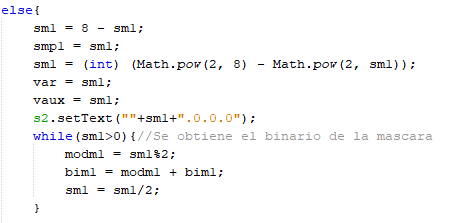 else{
sml = 8 - sml;
smpl = sml;
sml = (int) (Math.pow(2, 8) - Math.pow(2, sml));
var = sml;
vaux = sml;
s2.setText(""+sml+".0.0.0");
while(sml>0){//Se obtiene el binario de la mascara
modml = sml%2;
biml = modml + biml;
sml = sml/2;
}